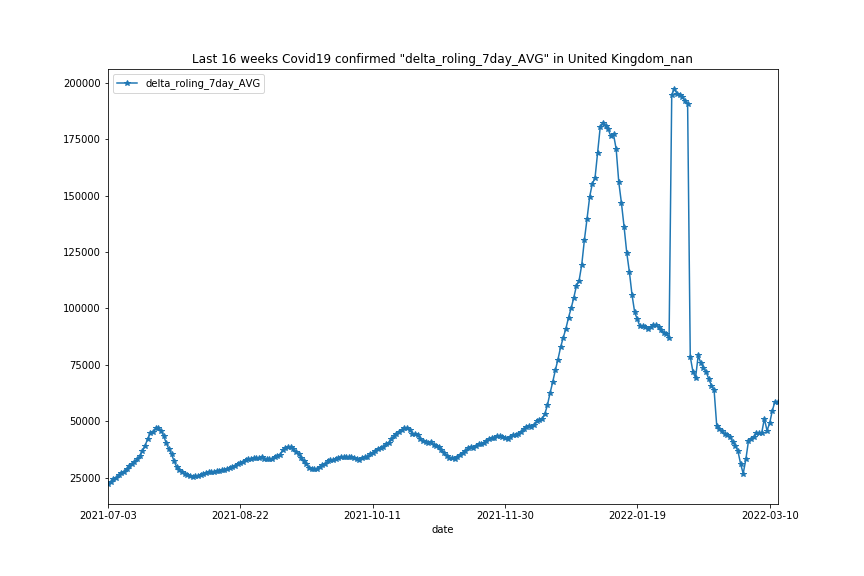 Last 16 weeks Covid19 confirmed "delta_roling_7day_AVG" in United Kingdom_nan
delta_roling_7day_AVG
200000
175000
150000
125000
100000
75000
50000
25000
2021-07-03 2021-08-22 2021-10-11 2021-11-30 2022-01-19 2022-03-10
date